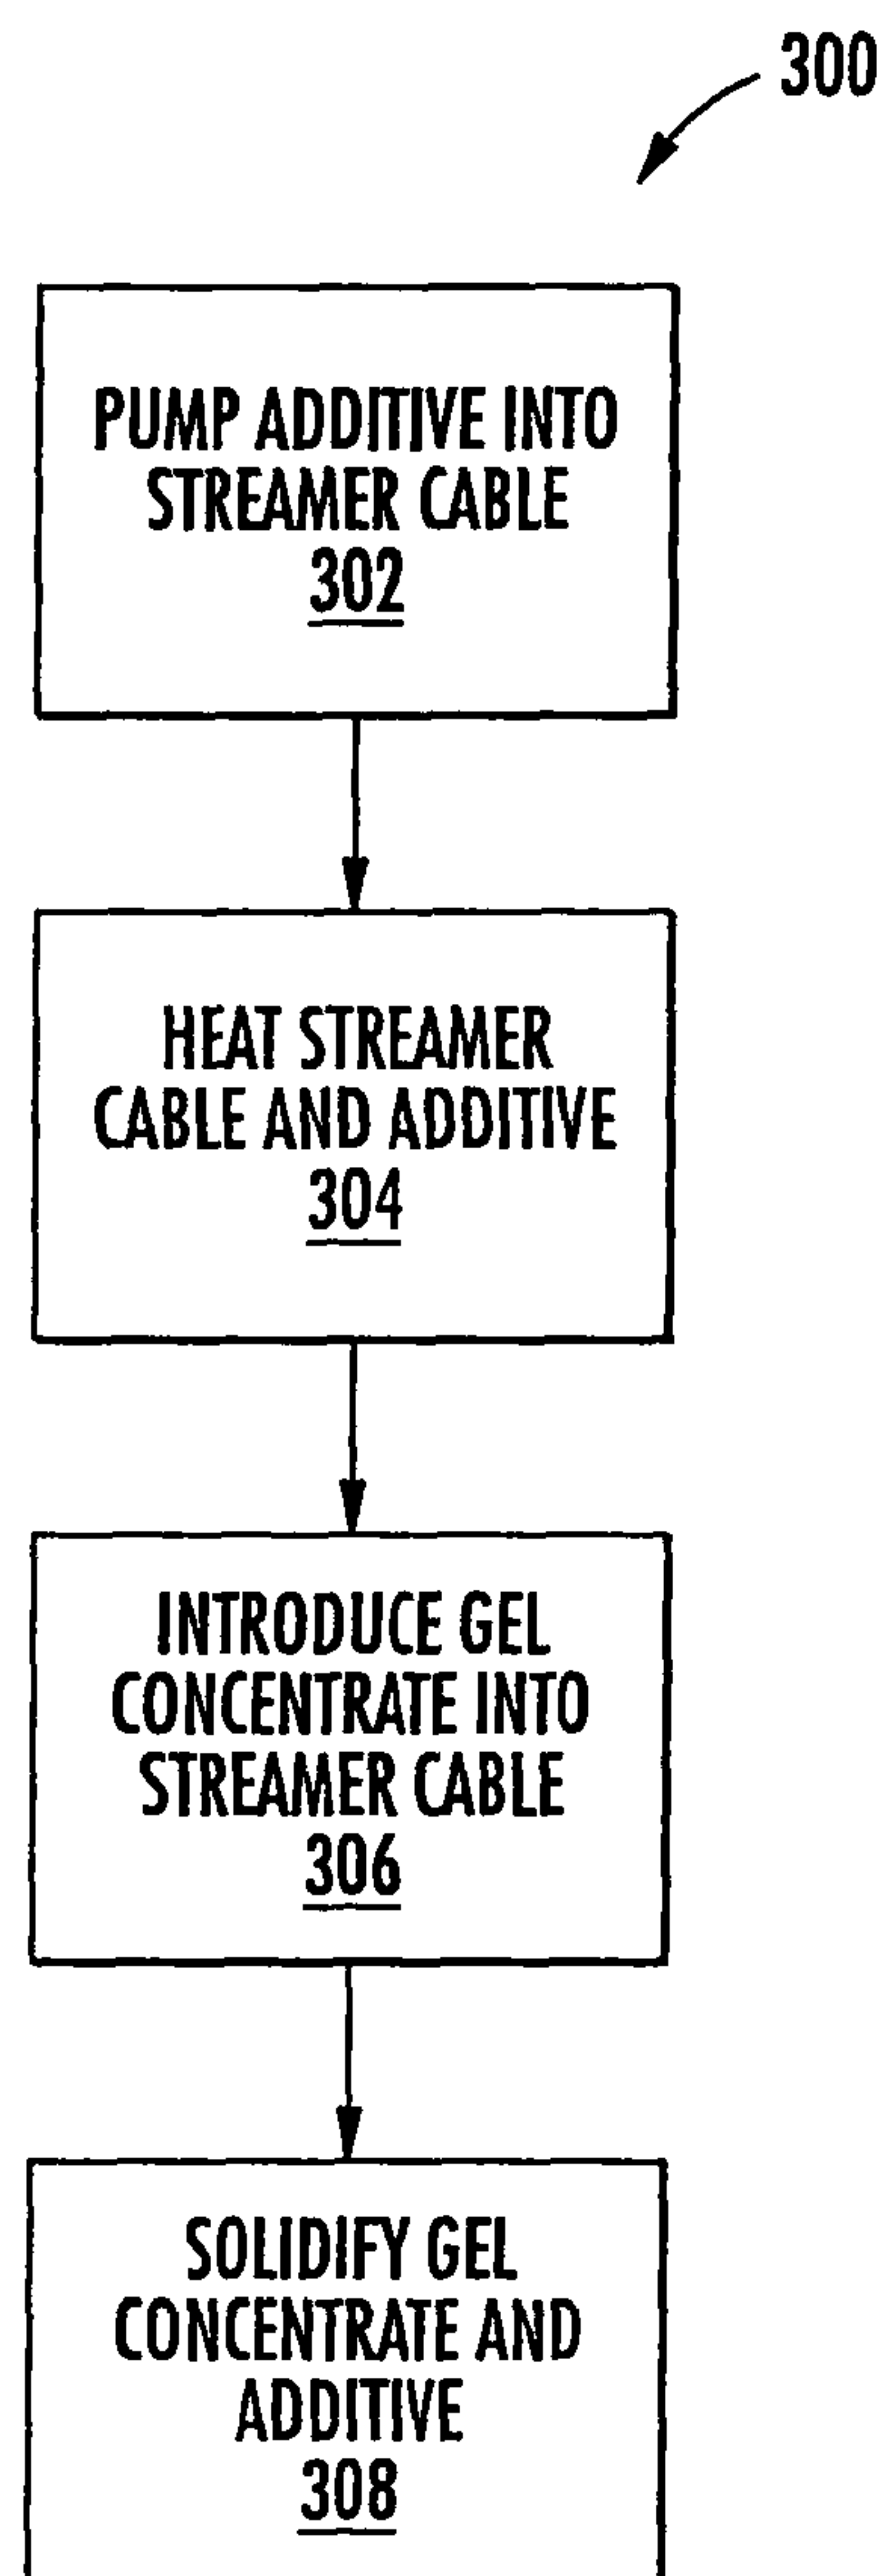 300
PUMP ADDITIVE INTO
STREAMER CABLE
302
HEAT STREAMER
CABLE AND ADDITIVE
304
INTRODUCE GEL
CONCENTRATE INTO
STREAMER CABLE
306
SOLIDIFY GEL
CONCENTRATE AND
ADDITIVE
308